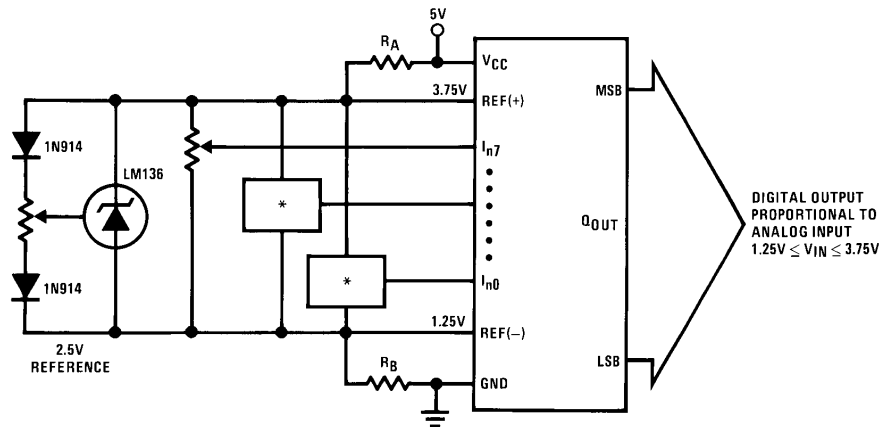 5V
RA
VCC
3.75V
REF(+)
MSB
1N914
In7
LM136
*
DIGITAL OUTPUT
PROPORTIONAL TO
ANALOG INPUT
1.25V ≤ VIN ≤ 3.75V
QOUT
*
In0
1N914
1.25V
REF(−)
2.5V
REFERENCE
RB
GND
LSB